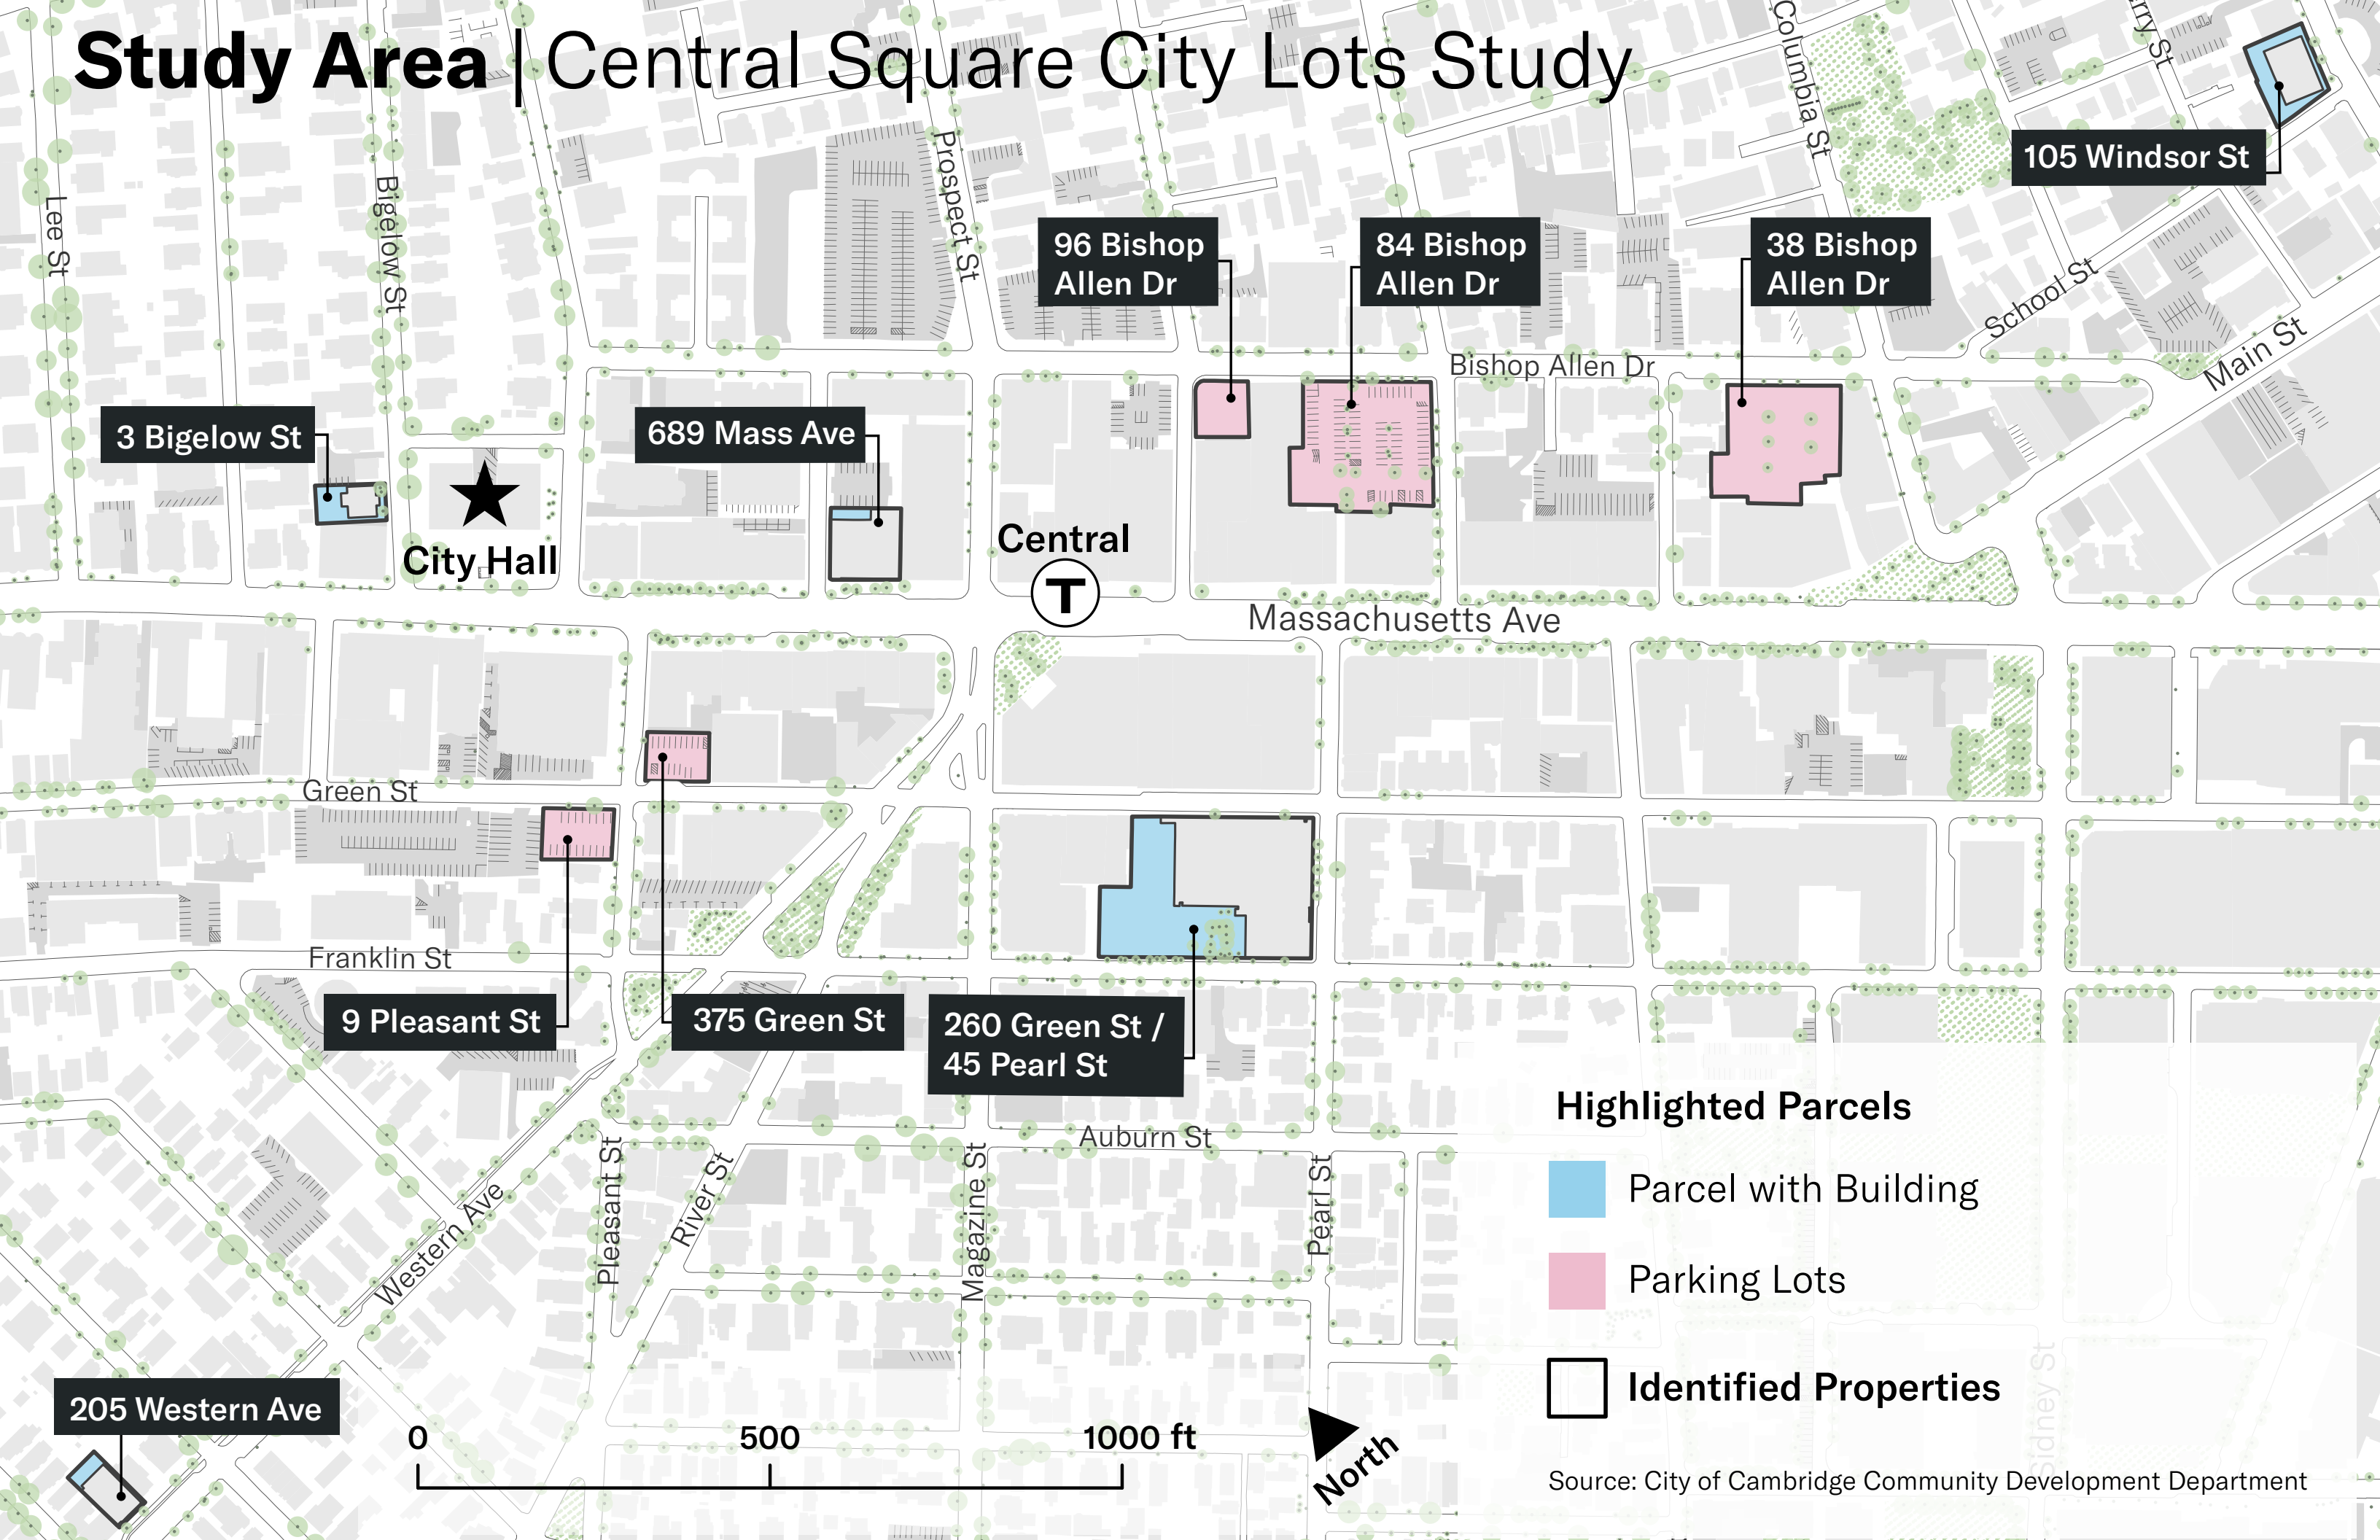 Study Area | Central Square City Lots Study
Columbia St
rry St
105 Windsor St
Prospect St
Bigelow St
Lee St
96 Bishop
Allen Dr
84 Bishop
Allen Dr
38 Bishop
Allen Dr
School St
Main St
Bishop Allen Dr
3 Bigelow St
689 Mass Ave
City Hall
Central
T
Massachusetts Ave
Green St
Franklin St
9 Pleasant St
375 Green St
260 Green St /
45 Pearl St
Auburn St
Western Ave
Pleasant St
River St
Magazine St
Pearl St
Sidney St
205 Western Ave
0 500 1000 ft
North
Highlighted Parcels
Parcel with Building
Parking Lots
Identified Properties
Source: City of Cambridge Community Development Department